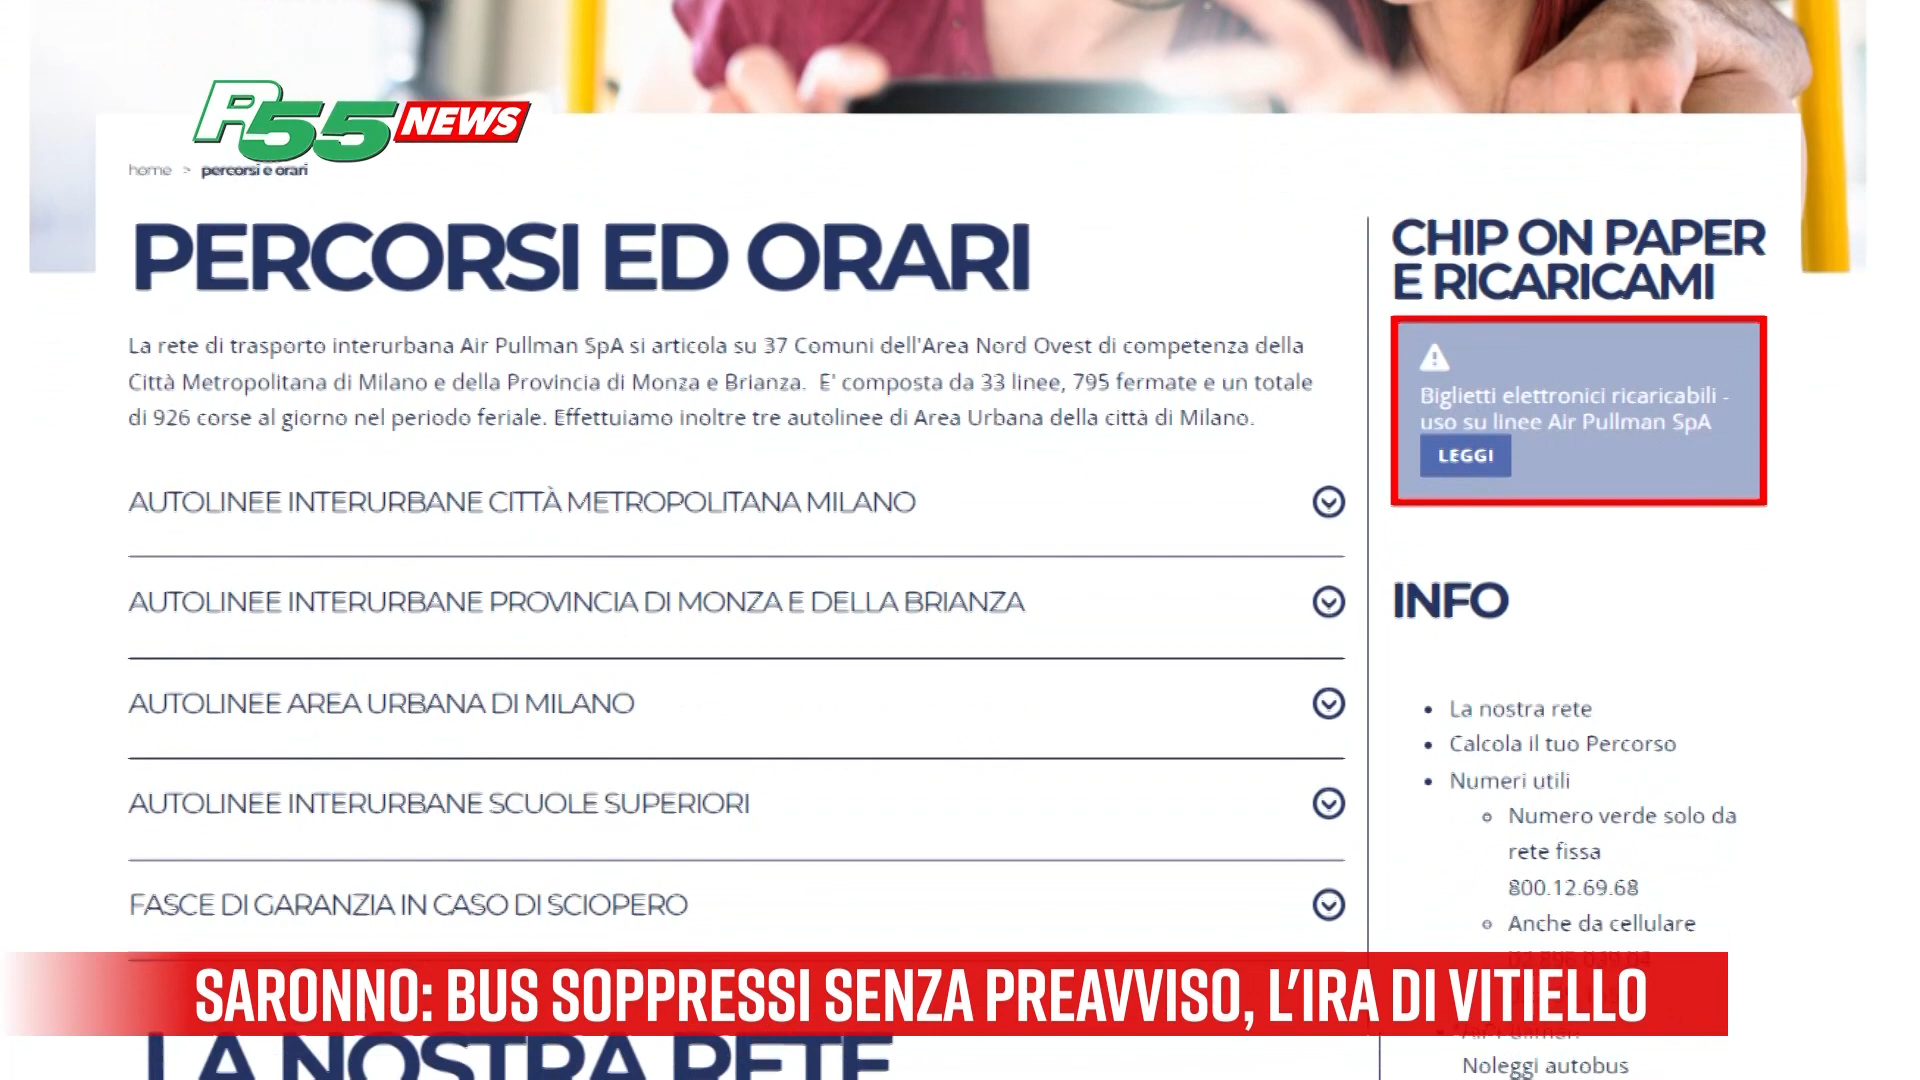 R55 NEWS
home > percorsi e orari
PERCORSI ED ORARI
La rete di trasporto interurbana Air Pullman SpA si articola su 37 Comuni dell'Area Nord Ovest di competenza della
Città Metropolitana di Milano e della Provincia di Monza e Brianza. E' composta da 33 linee, 795 fermate e un totale
di 926 corse al giorno nel periodo feriale. Effettuiamo inoltre tre autolinee di Area Urbana della città di Milano.
AUTOLINEE INTERURBANE CITTÀ METROPOLITANA MILANO
AUTOLINEE INTERURBANE PROVINCIA DI MONZA E DELLA BRIANZA
AUTOLINEE AREA URBANA DI MILANO
AUTOLINEE INTERURBANE SCUOLE SUPERIORI
FASCE DI GARANZIA IN CASO DI SCIOPERO
LA NOSTRA RETE
CHIP ON PAPER
E RICARICAMI
Biglietti elettronici ricaricabili -
uso su linee Air Pullman SpA
LEGGI
INFO
• La nostra rete
• Calcola il tuo Percorso
• Numeri utili
Numero verde solo da
rete fissa
800.12.69.68
Anche da cellulare
Noleggi autobus
SARONNO: BUS SOPPRESSI SENZA PREAVVISO, L'IRA DI VITIELLO